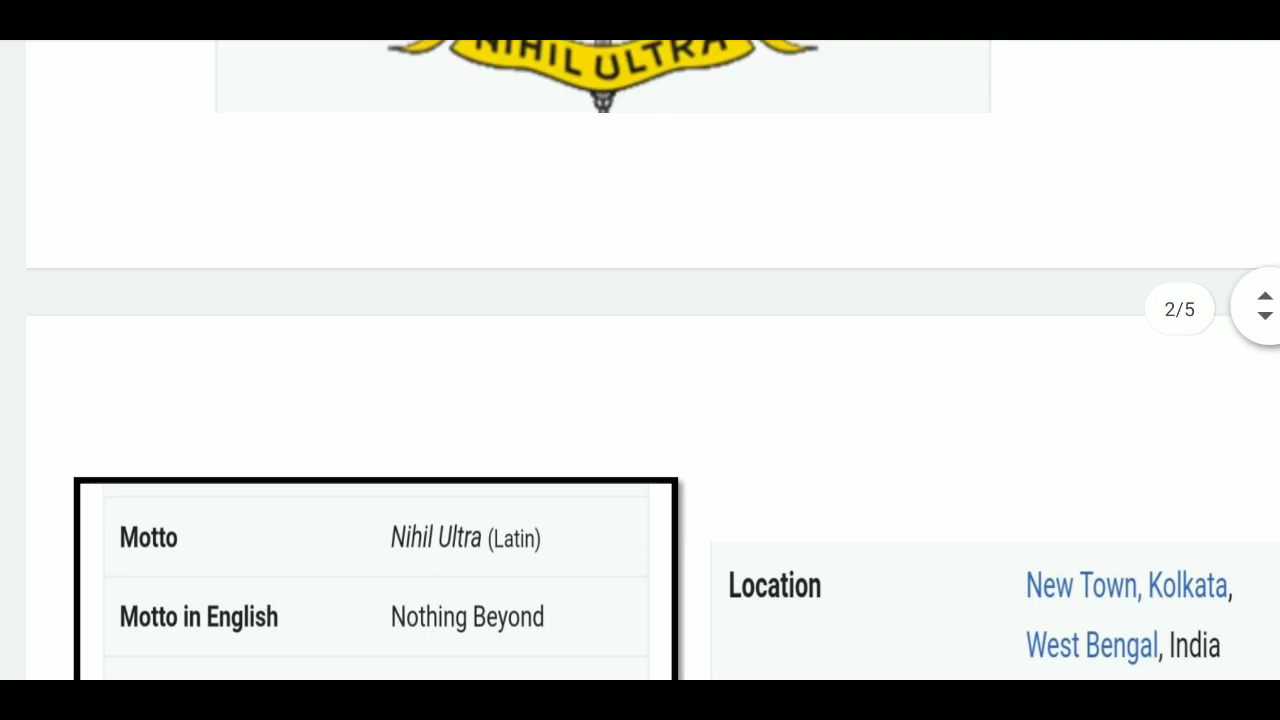 NIHIL ULTRA
2/5
Motto Nihil Ultra (Latin)
Motto in English Nothing Beyond
Location New Town, Kolkata,
West Bengal, India